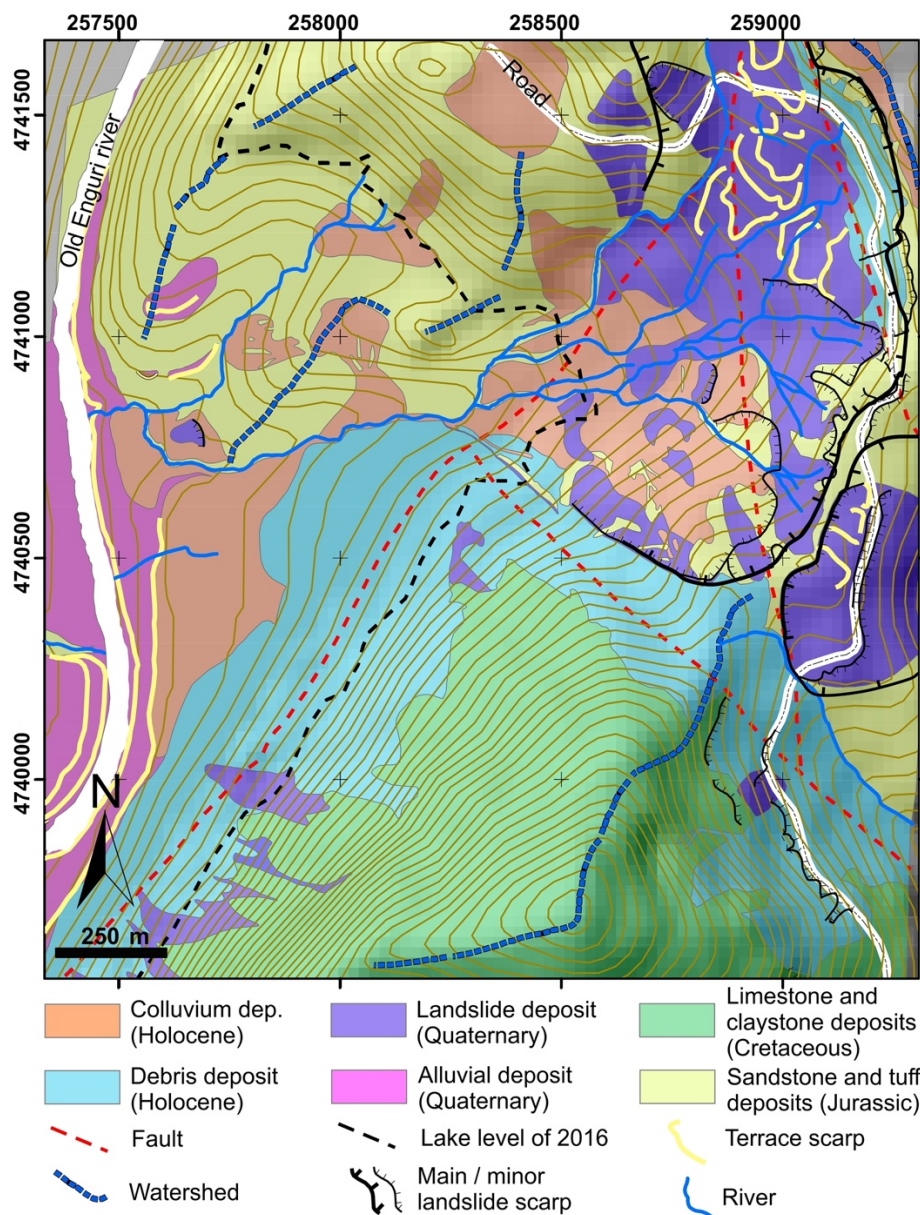 257500 258000 258500 259000
4741500
4741000
4740500
4740000
Road
Old Enguri river
N
250 m
Colluvium dep.
(Holocene)
Landslide deposit
(Quaternary)
Limestone and
claystone deposits
(Cretaceous)
Debris deposit
(Holocene)
Alluvial deposit
(Quaternary)
Sandstone and tuff
deposits (Jurassic)
Fault
Lake level of 2016
Terrace scarp
Watershed
Main / minor
landslide scarp
River